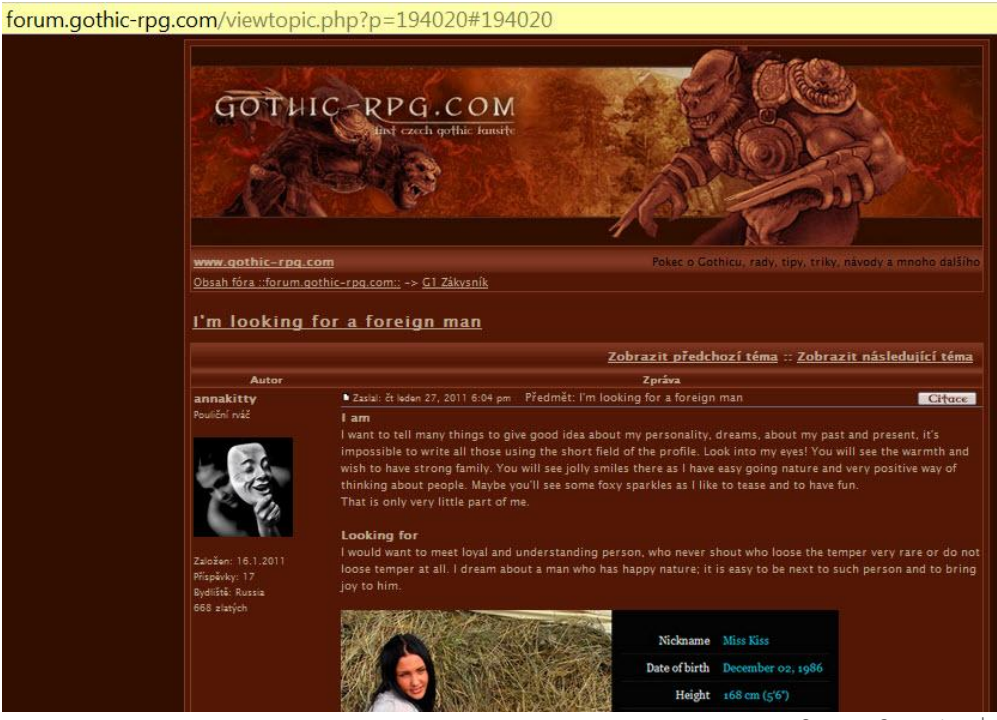 forum.gothic-rpg.com/viewtopic.php?p=194020#194020
GOTHIC-RPG.COM
first czech gothic fansite
www.gothic-rpg.com
Pokec o Gothicu, rady, tipy, triky, návody a mnoho dalšího
Obsah fóra ::forum.gothic-rpg.com:: -> G1 Zákysník
I'm looking for a foreign man
Zobrazit předchozí téma :: Zobrazit následující téma
Autor
Zpráva
annakitty
Pouliční rváč
Zaslal: čt leden 27, 2011 6:04 pm Předmět: I'm looking for a foreign man
Citace
I am
I want to tell many things to give good idea about my personality, dreams, about my past and present, it's
impossible to write all those using the short field of the profile. Look into my eyes! You will see the warmth and
wish to have strong family. You will see jolly smiles there as I have easy going nature and very positive way of
thinking about people. Maybe you'll see some foxy sparkles as I like to tease and to have fun.
That is only very little part of me.
Looking for
I would want to meet loyal and understanding person, who never shout who loose the temper very rare or do not
loose temper at all. I dream about a man who has happy nature; it is easy to be next to such person and to bring
joy to him.
Založen: 16.1.2011
Příspěvky: 17
Bydliště: Russia
668 zlatých
Nickname Miss Kiss
Date of birth December 02, 1986
Height 168 cm (5'6")